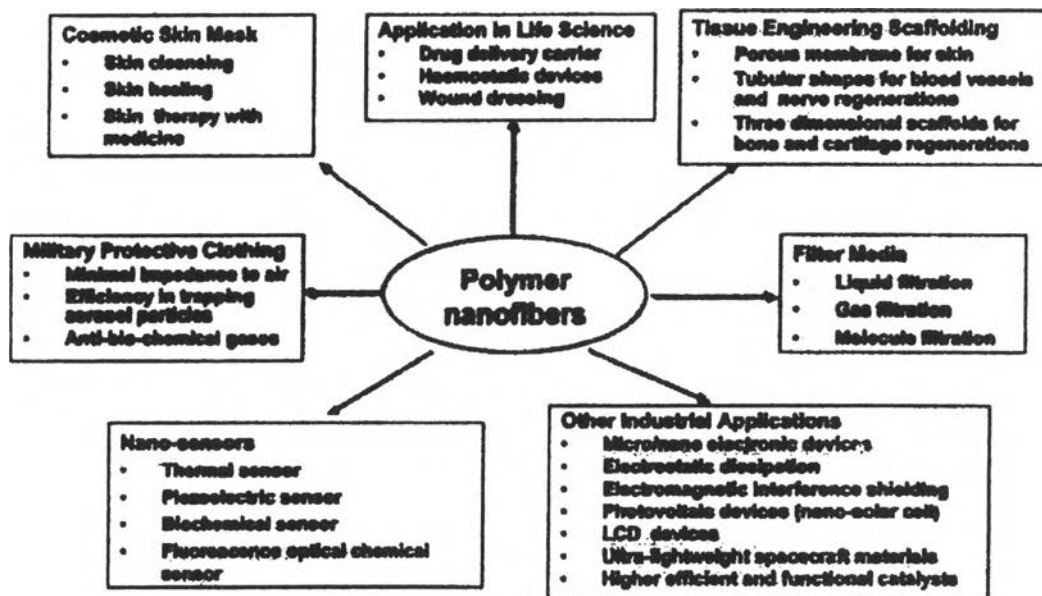 Cosmetic Skin Mask
• Skin cleansing
• Skin healing
• Skin therapy with
medicine
Application in Life Science
• Drug delivery carrier
• Haemostatic devices
• Wound dressing
Tissue Engineering Scaffolding
• Porous membrane for skin
• Tubular shapes for blood vessels
and nerve regenerations
• Three dimensional scaffolds for
bone and cartilage regenerations
Military Protective Clothing
• Minimal impedance to air
• Efficiency in trapping
aerosol particles
• Anti-bio-chemical gases
Polymer
nanofibers
Filter Media
• Liquid filtration
• Gas filtration
• Molecule filtration
Nano-sensors
• Thermal sensor
• Piezoelectric sensor
• Biochemical sensor
• Fluorescence optical chemical
sensor
Other Industrial Applications
• Micro/nano electronic devices
• Electrostatic dissipation
• Electromagnetic interference shielding
• Photovoltaic devices (nano-solar cell)
• LCD devices
• Ultra-lightweight spacecraft materials
• Higher efficient and functional catalysts